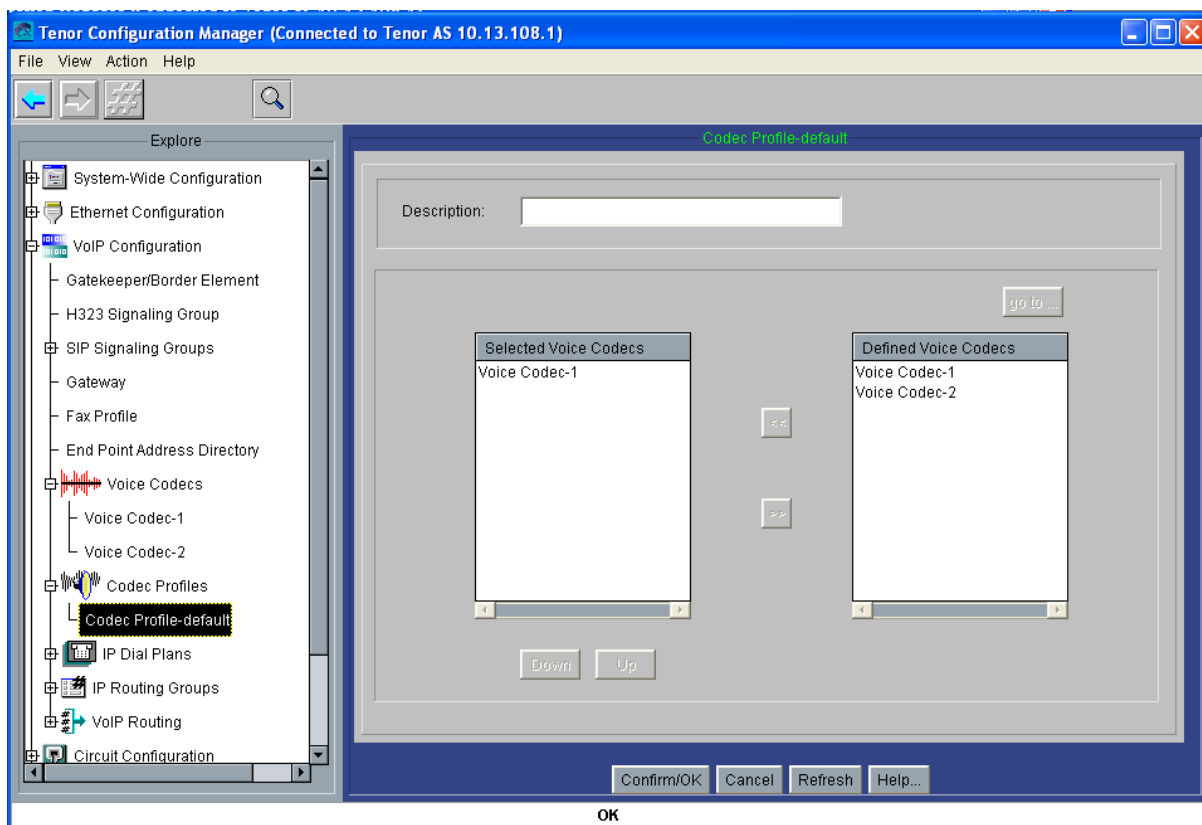 Tenor Configuration Manager (Connected to Tenor AS 10.13.108.1)
File View Action Help
Explore
System-Wide Configuration
Ethernet Configuration
VoIP Configuration
Gatekeeper/Border Element
H323 Signaling Group
SIP Signaling Groups
Gateway
Fax Profile
End Point Address Directory
Voice Codecs
Voice Codec-1
Voice Codec-2
Codec Profiles
Codec Profile-default
IP Dial Plans
IP Routing Groups
VoIP Routing
Circuit Configuration
Codec Profile-default
Description:
go to ...
Selected Voice Codecs
Voice Codec-1
<<
>>
Defined Voice Codecs
Voice Codec-1
Voice Codec-2
Down Up
Confirm/OK Cancel Refresh Help...
OK